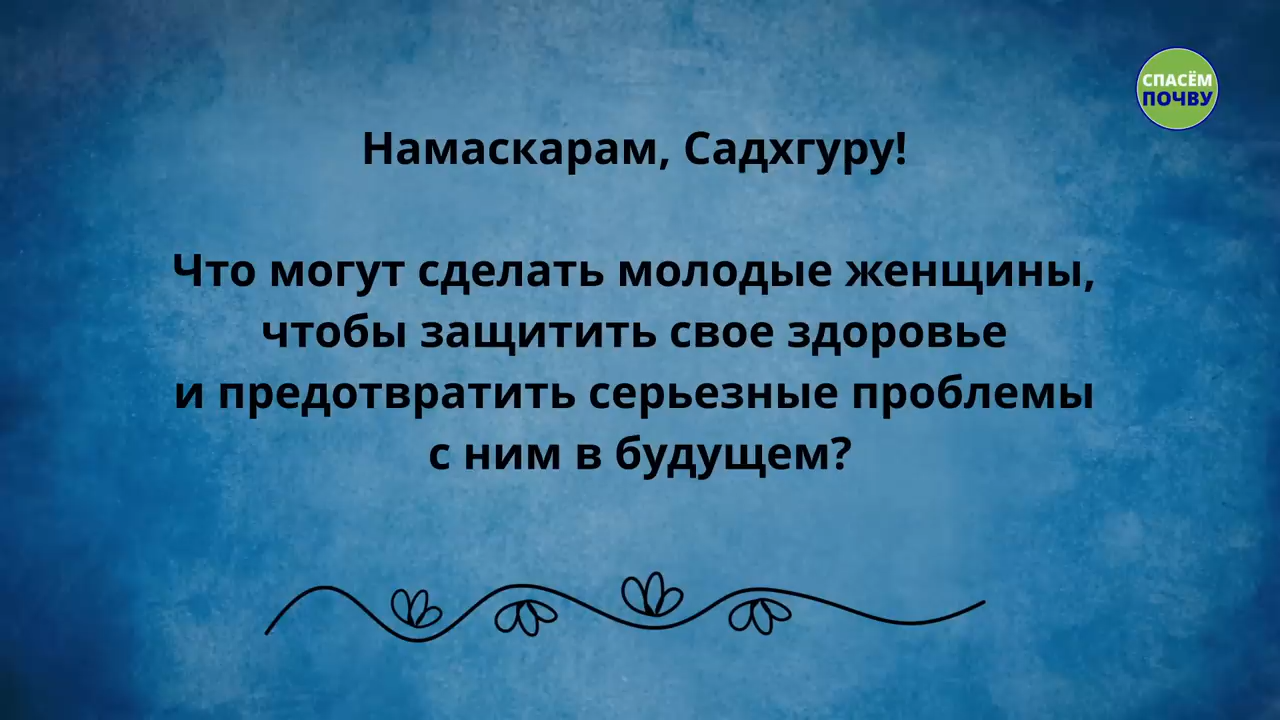 СПАСЁМ
ПОЧВУ
Намаскарам, Садхгуру!
Что могут сделать молодые женщины,
чтобы защитить свое здоровье
и предотвратить серьезные проблемы
с ним в будущем?